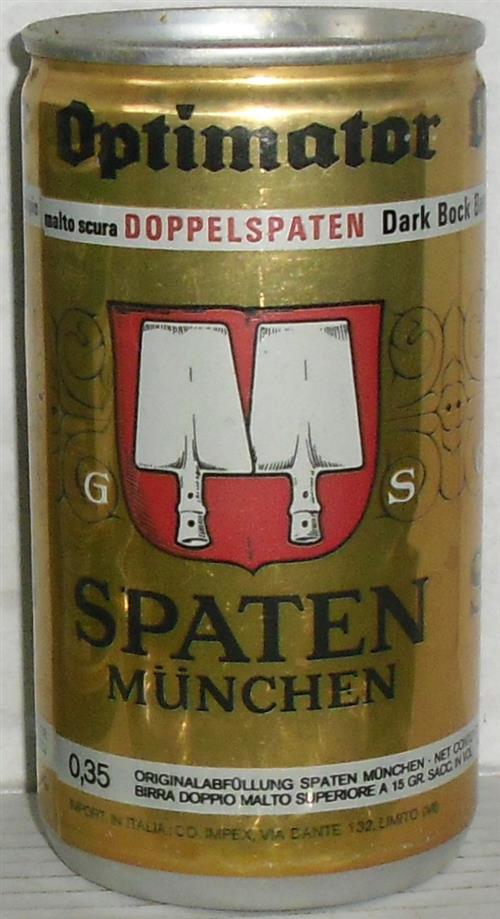 Optimator
malto scura DOPPELSPATEN Dark Bock
G S
SPATEN
MÜNCHEN
0,35
ORIGINALABFÜLLUNG SPATEN MÜNCHEN · NET
BIRRA DOPPIO MALTO SUPERIORE A 15 GR. SACC. IN VOL
IMPORT. IN ITALIA: D.D. IMPEX, VIA DANTE 132, LIMITO (MI)